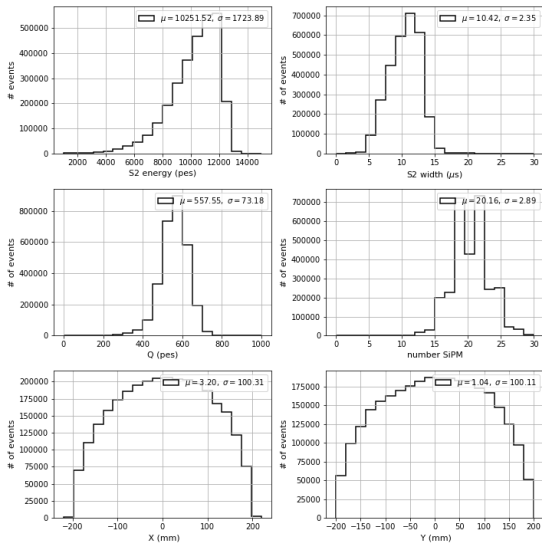 600000
500000
400000
300000
200000
100000
0
# events
μ=10251.52, σ=1723.89
2000 4000 6000 8000 10000 12000 14000
S2 energy (pes)
700000
600000
500000
400000
300000
200000
100000
0
# of events
μ=10.42, σ=2.35
0 5 10 15 20 25 30
S2 width (μs)
800000
600000
400000
200000
0
# of events
μ=557.55, σ=73.18
0 200 400 600 800 1000
Q (pes)
700000
600000
500000
400000
300000
200000
100000
0
# of events
μ=20.16, σ=2.89
0 5 10 15 20 25 30
number SiPM
200000
175000
150000
125000
100000
75000
50000
25000
0
# of events
μ=3.20, σ=100.31
−200 −100 0 100 200
X (mm)
175000
150000
125000
100000
75000
50000
25000
0
# of events
μ=1.04, σ=100.11
−200 −150 −100 −50 0 50 100 150 200
Y (mm)